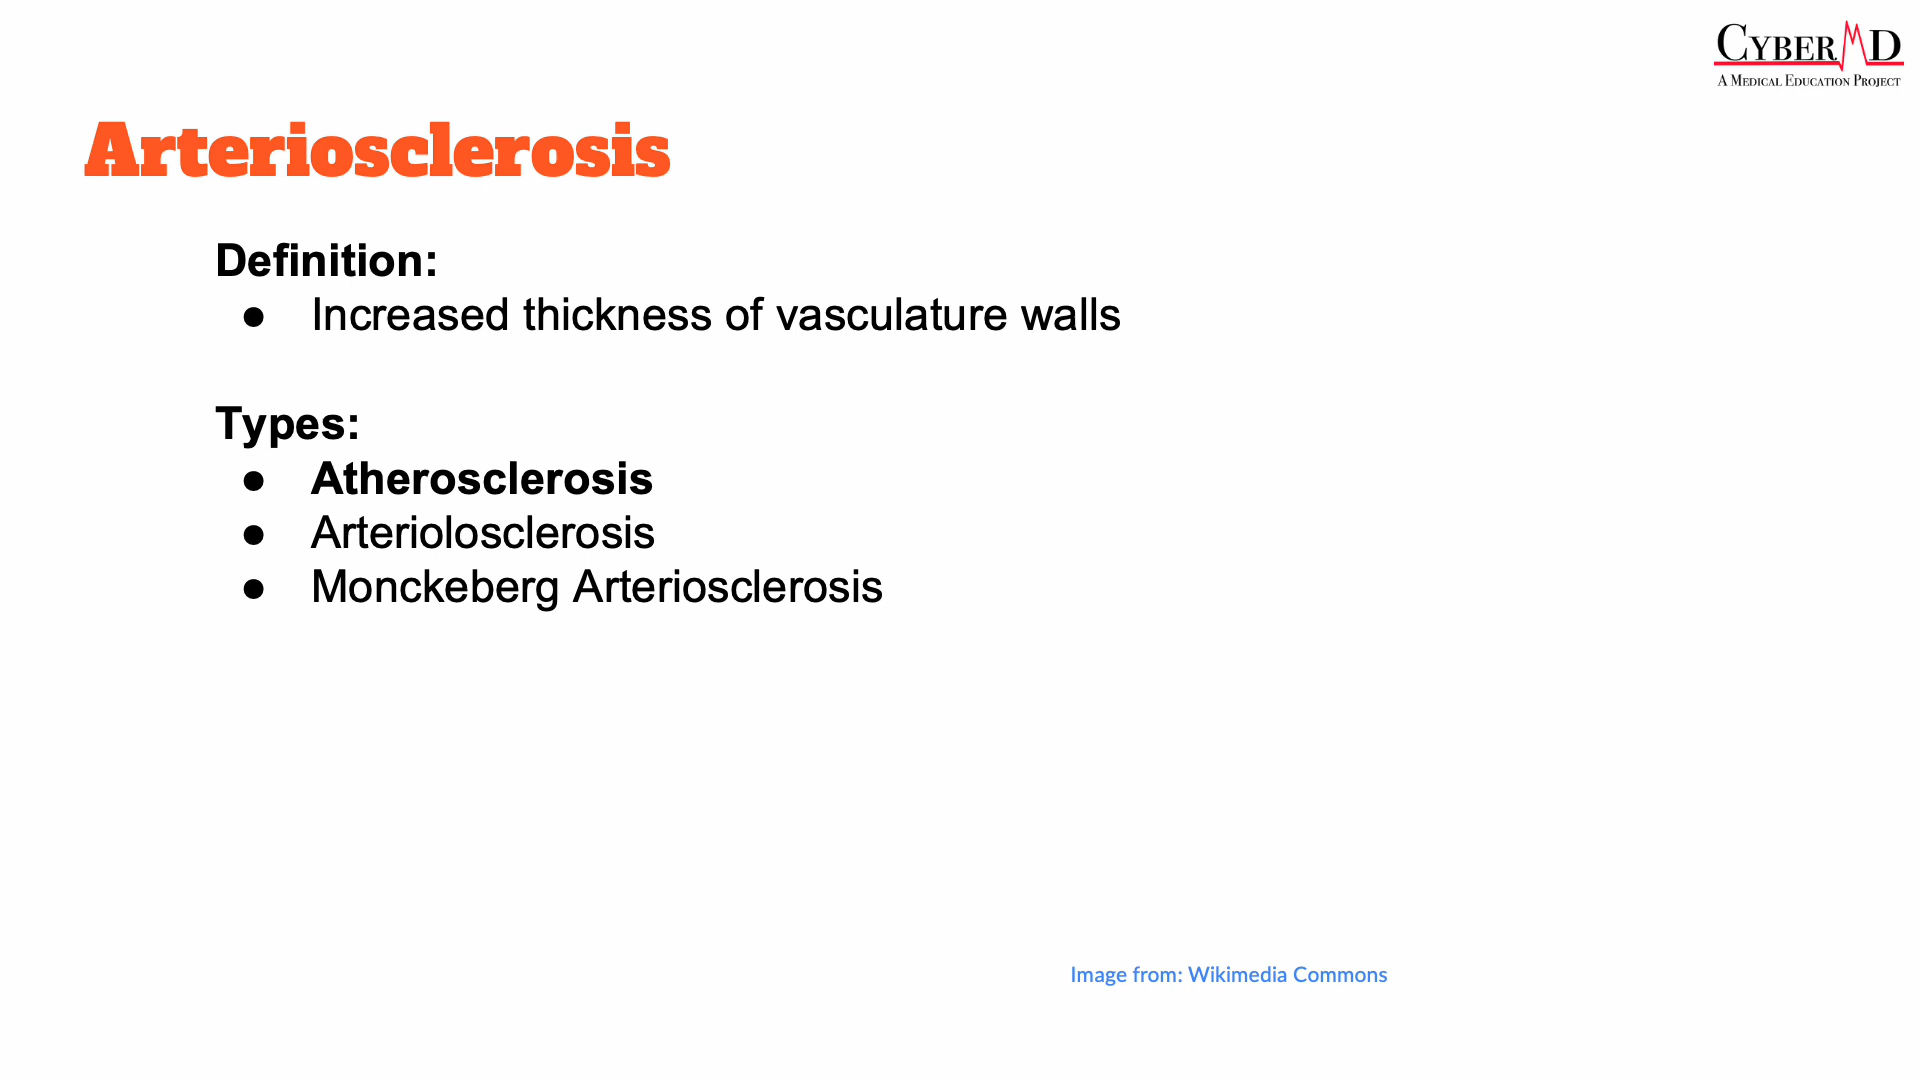 CYBERMD
A MEDICAL EDUCATION PROJECT
Arteriosclerosis
Definition:
● Increased thickness of vasculature walls
Types:
● Atherosclerosis
● Arteriolosclerosis
● Monckeberg Arteriosclerosis
Image from: Wikimedia Commons